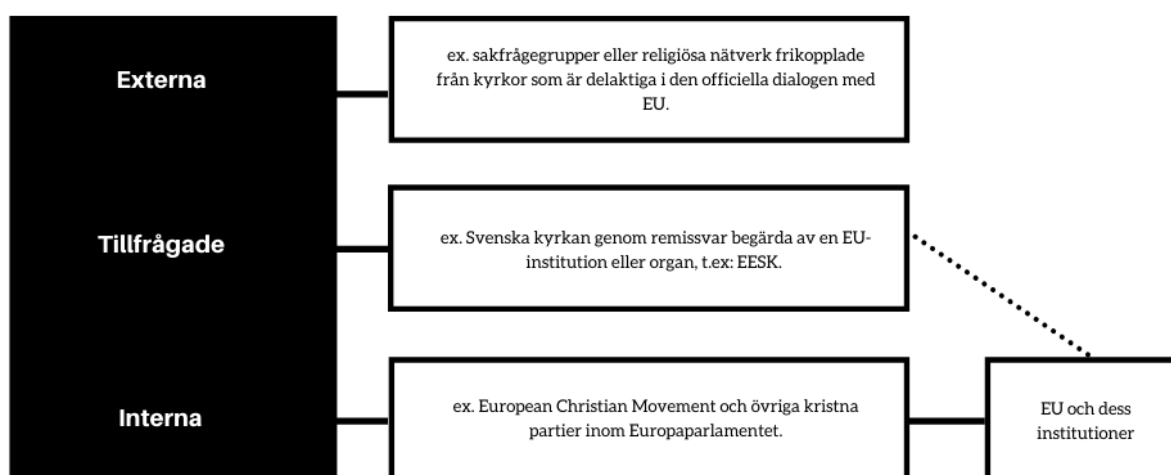 Externa
ex. sakfrågegrupper eller religiösa nätverk frikopplade
från kyrkor som är delaktiga i den officiella dialogen med
EU.
Tillfrågade
ex. Svenska kyrkan genom remissvar begärda av en EU-
institution eller organ, t.ex: EESK.
Interna
ex. European Christian Movement och övriga kristna
partier inom Europaparlamentet.
EU och dess
institutioner